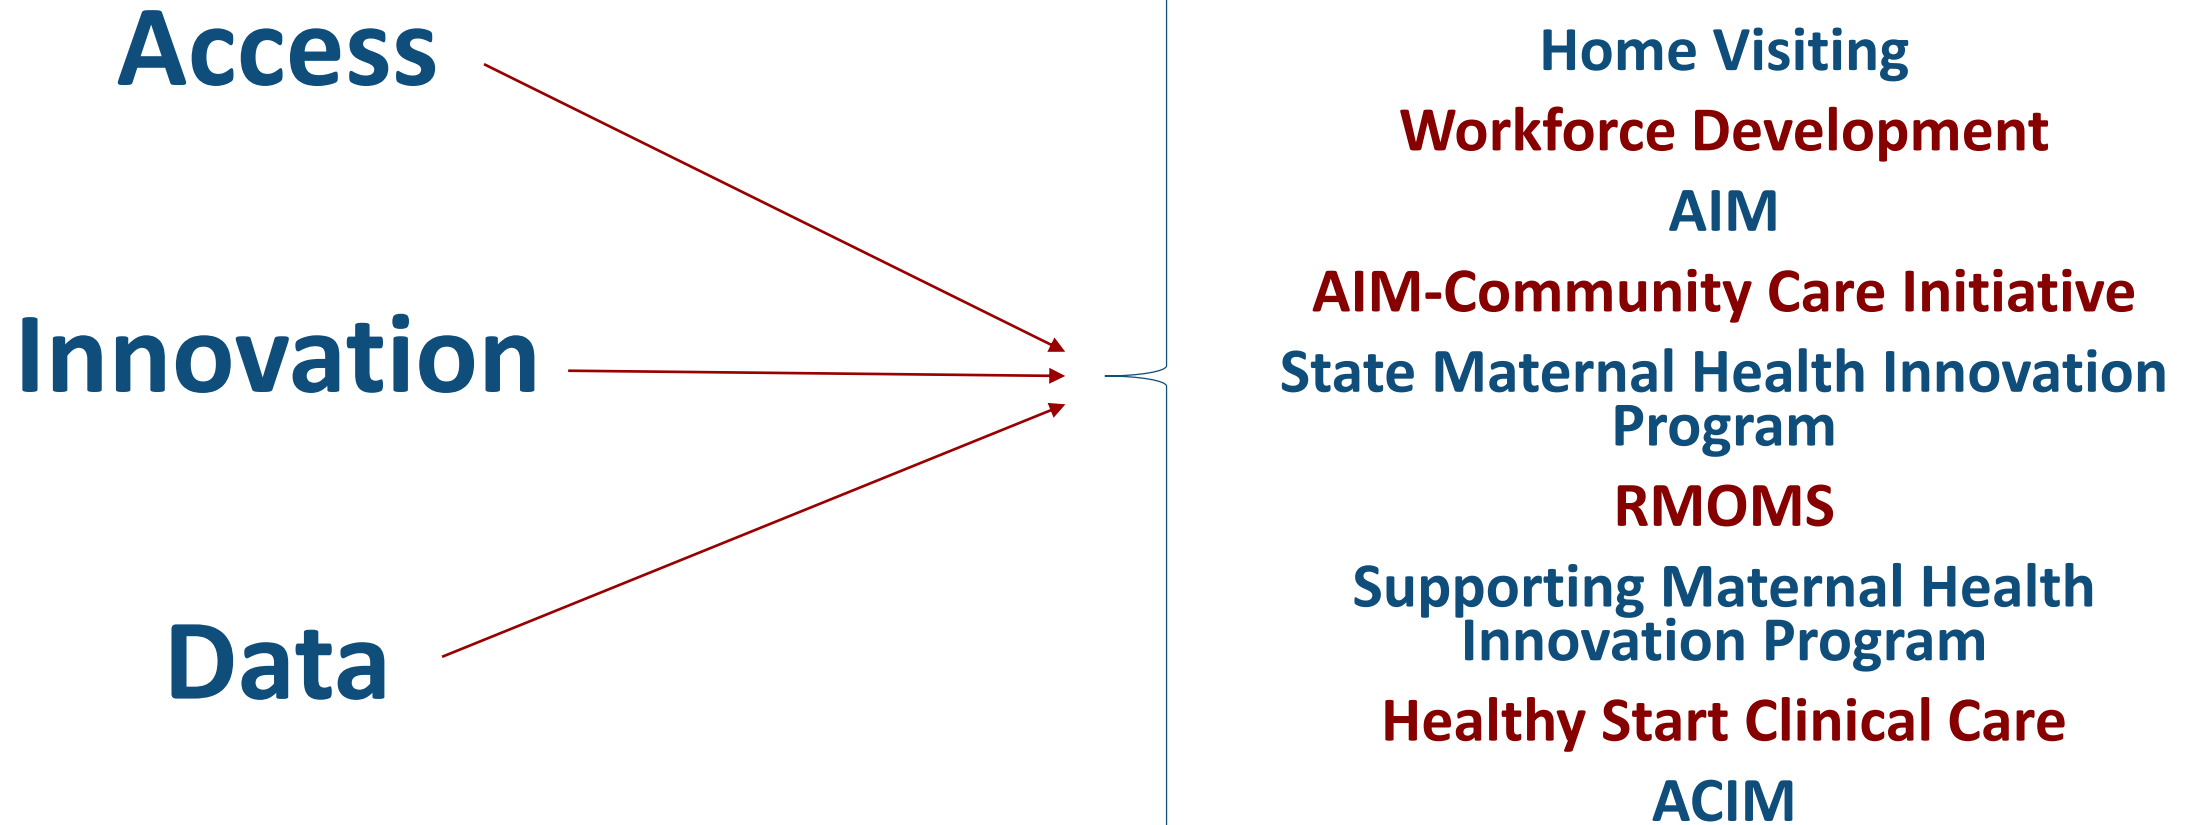 Access
Innovation
Data
Home Visiting
Workforce Development
AIM
AIM-Community Care Initiative
State Maternal Health Innovation
Program
RMOMS
Supporting Maternal Health
Innovation Program
Healthy Start Clinical Care
ACIM